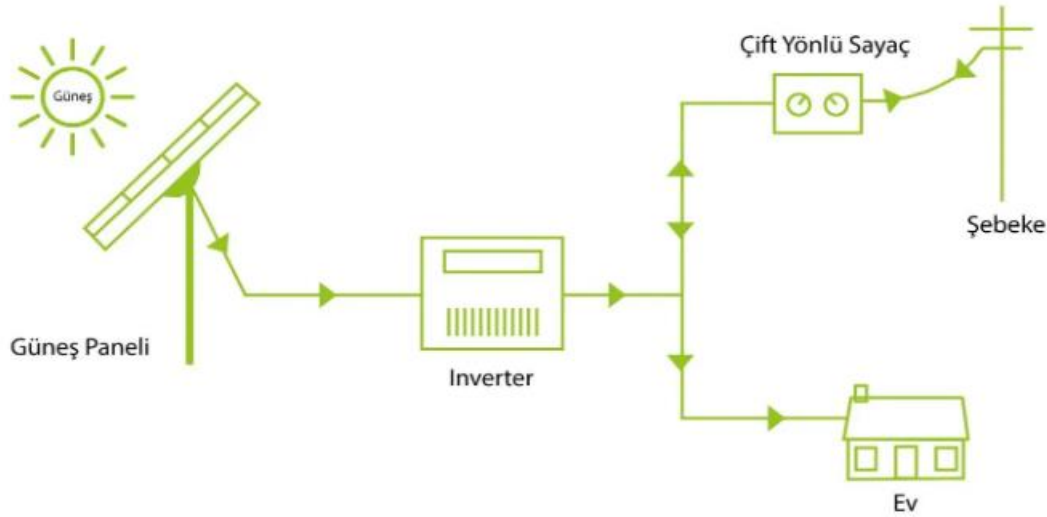 Güneş
Çift Yönlü Sayaç
Şebeke
Güneş Paneli
Inverter
Ev